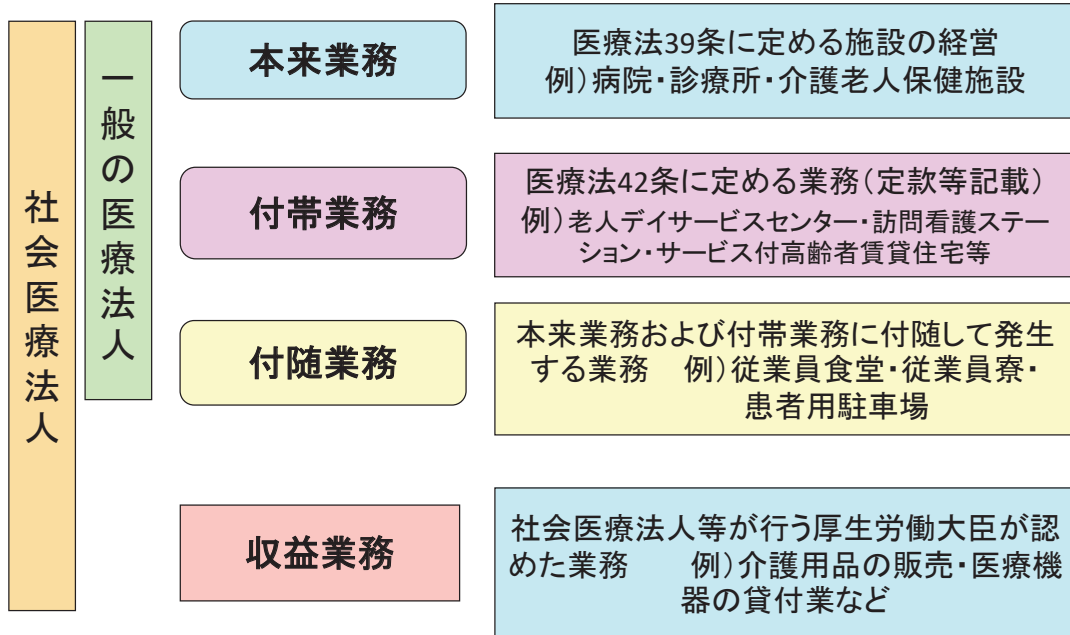 社会医療法人
一般の医療法人
本来業務
医療法39条に定める施設の経営
例）病院・診療所・介護老人保健施設
付帯業務
医療法42条に定める業務（定款等記載）
例）老人デイサービスセンター・訪問看護ステー
ション・サービス付高齢者賃貸住宅等
付随業務
本来業務および付帯業務に付随して発生
する業務　例）従業員食堂・従業員寮・
患者用駐車場
収益業務
社会医療法人等が行う厚生労働大臣が認
めた業務　　例）介護用品の販売・医療機
器の貸付業など